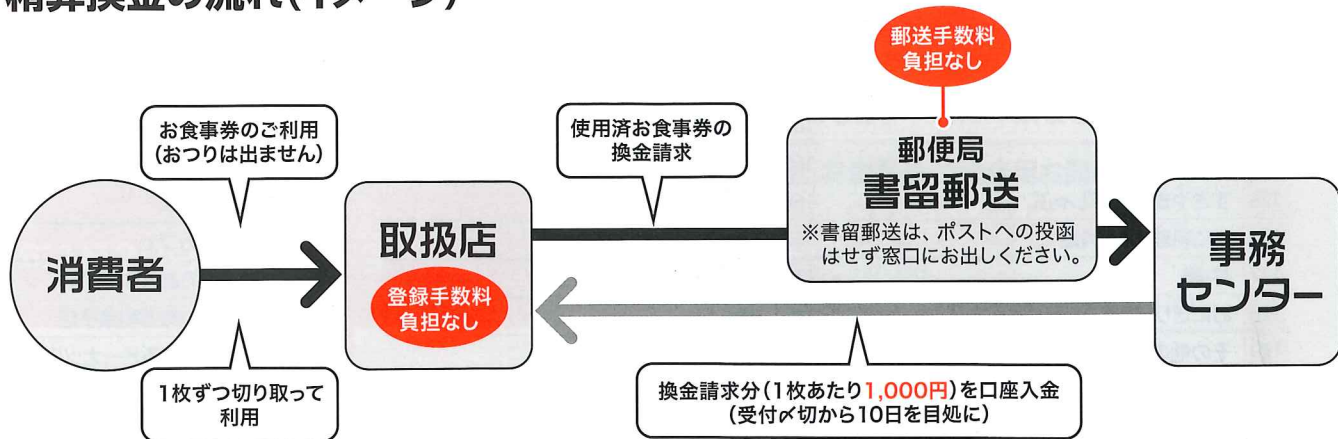 精算換金の流れ(イメージ)
郵送手数料
負担なし
お食事券のご利用
(おつりは出ません)
使用済お食事券の
換金請求
郵便局
書留郵送
※書留郵送は、ポストへの投函
はせず窓口にお出しください。
消費者
取扱店
登録手数料
負担なし
事務
センター
1枚ずつ切り取って
利用
換金請求分(1枚あたり1,000円)を口座入金
(受付〆切から10日を目処に)